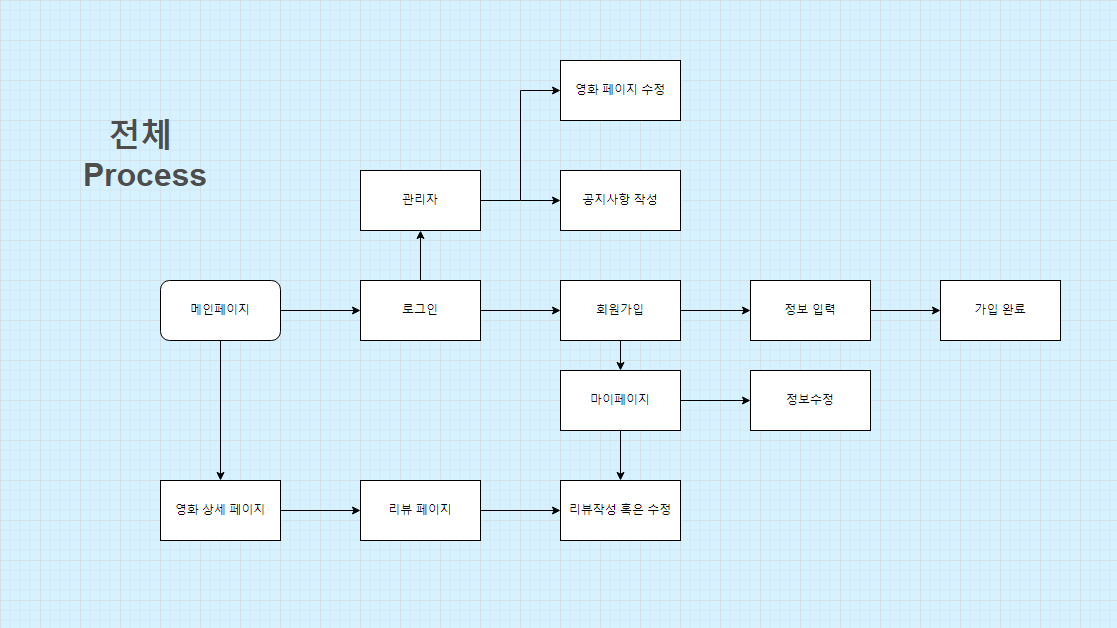 전체
Process
영화 페이지 수정
관리자
공지사항 작성
메인페이지
로그인
회원가입
정보 입력
가입 완료
마이페이지
정보수정
영화 상세 페이지
리뷰 페이지
리뷰작성 혹은 수정